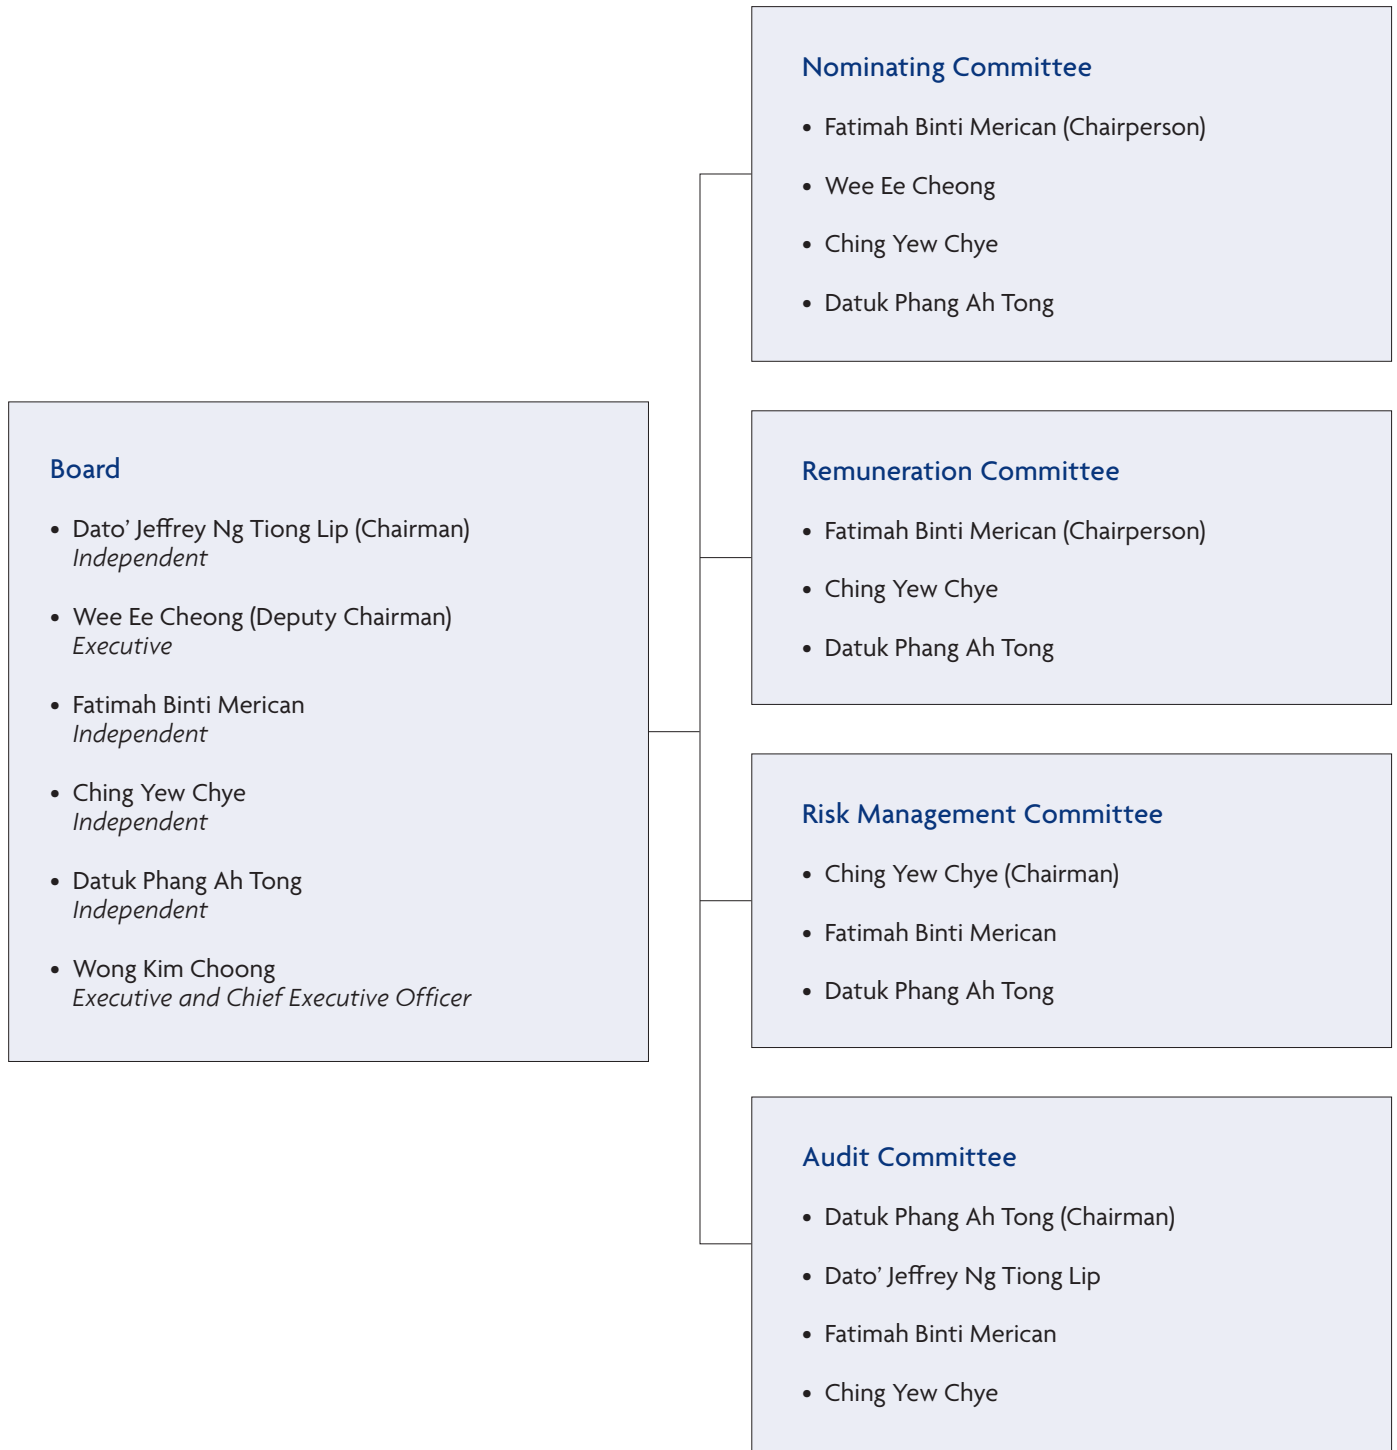 Nominating Committee
• Fatimah Binti Merican (Chairperson)
• Wee Ee Cheong
• Ching Yew Chye
• Datuk Phang Ah Tong
Board
• Dato’ Jeffrey Ng Tiong Lip (Chairman)
Independent
• Wee Ee Cheong (Deputy Chairman)
Executive
• Fatimah Binti Merican
Independent
• Ching Yew Chye
Independent
• Datuk Phang Ah Tong
Independent
• Wong Kim Choong
Executive and Chief Executive Officer
Remuneration Committee
• Fatimah Binti Merican (Chairperson)
• Ching Yew Chye
• Datuk Phang Ah Tong
Risk Management Committee
• Ching Yew Chye (Chairman)
• Fatimah Binti Merican
• Datuk Phang Ah Tong
Audit Committee
• Datuk Phang Ah Tong (Chairman)
• Dato’ Jeffrey Ng Tiong Lip
• Fatimah Binti Merican
• Ching Yew Chye